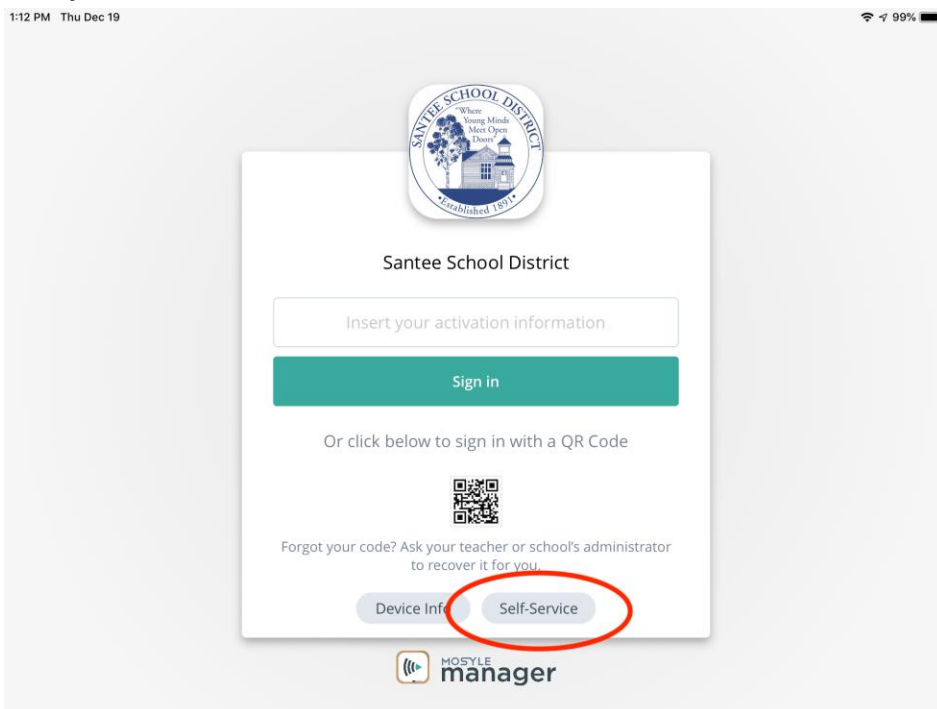 1:12 PM Thu Dec 19
99%
SANTEE SCHOOL DISTRICT
"Where
Young Minds
Meet Open
Doors"
•Established 1891•
Santee School District
Insert your activation information
Sign in
Or click below to sign in with a QR Code
Forgot your code? Ask your teacher or school's administrator
to recover it for you.
Device Info
Self-Service
MOSYLE
manager